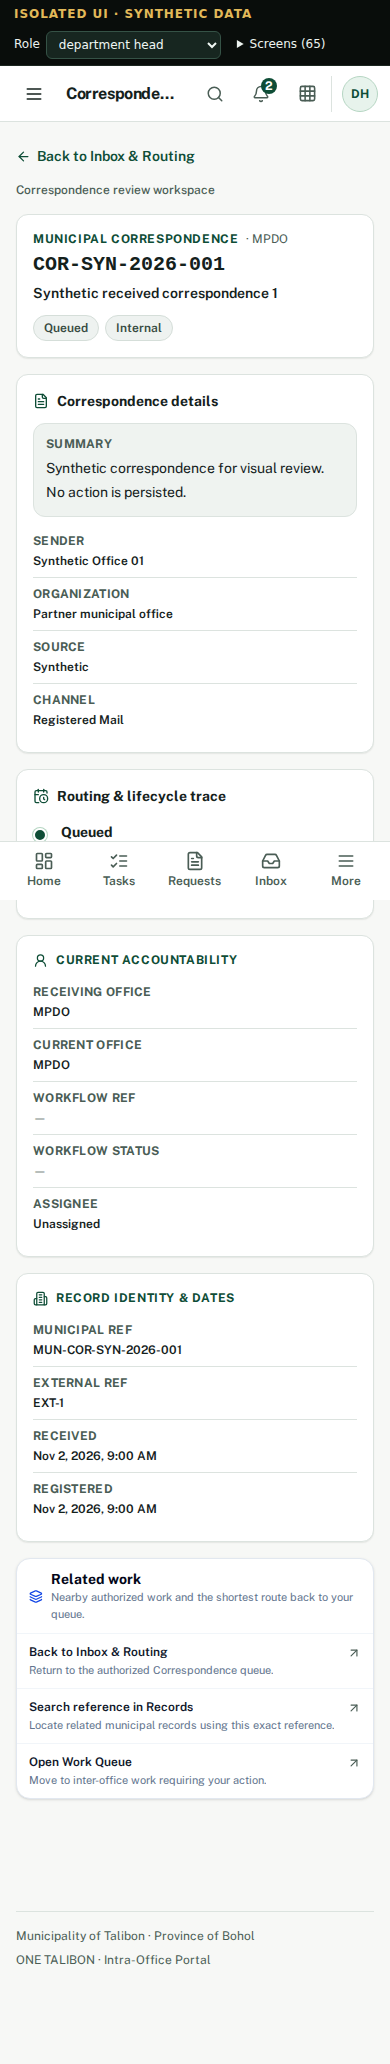 ISOLATED UI · SYNTHETIC DATA
Role department head Screens (65)
Corresponde... 2 DH
Back to Inbox & Routing
Correspondence review workspace
MUNICIPAL CORRESPONDENCE · MPDO
COR-SYN-2026-001
Synthetic received correspondence 1
Queued Internal
Correspondence details
SUMMARY
Synthetic correspondence for visual review.
No action is persisted.
SENDER
Synthetic Office 01
ORGANIZATION
Partner municipal office
SOURCE
Synthetic
CHANNEL
Registered Mail
Routing & lifecycle trace
Queued
Home Tasks Requests Inbox More
CURRENT ACCOUNTABILITY
RECEIVING OFFICE
MPDO
CURRENT OFFICE
MPDO
WORKFLOW REF
—
WORKFLOW STATUS
—
ASSIGNEE
Unassigned
RECORD IDENTITY & DATES
MUNICIPAL REF
MUN-COR-SYN-2026-001
EXTERNAL REF
EXT-1
RECEIVED
Nov 2, 2026, 9:00 AM
REGISTERED
Nov 2, 2026, 9:00 AM
Related work
Nearby authorized work and the shortest route back to your
queue.
Back to Inbox & Routing
Return to the authorized Correspondence queue.
Search reference in Records
Locate related municipal records using this exact reference.
Open Work Queue
Move to inter-office work requiring your action.
Municipality of Talibon · Province of Bohol
ONE TALIBON · Intra-Office Portal